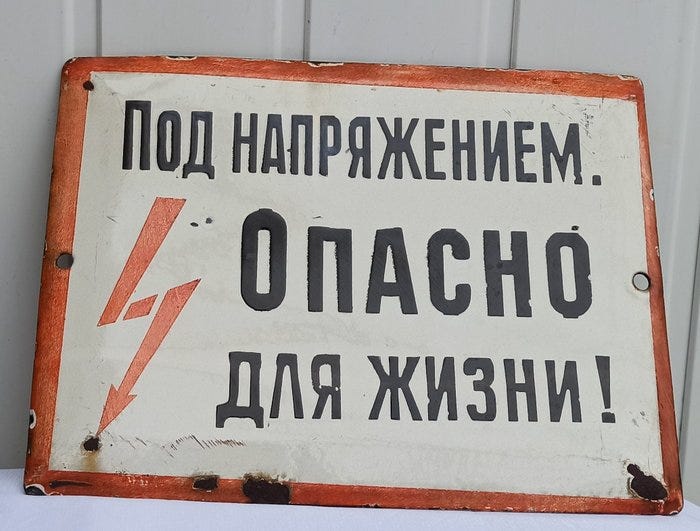 Под напряжением.
Опасно
для жизни!